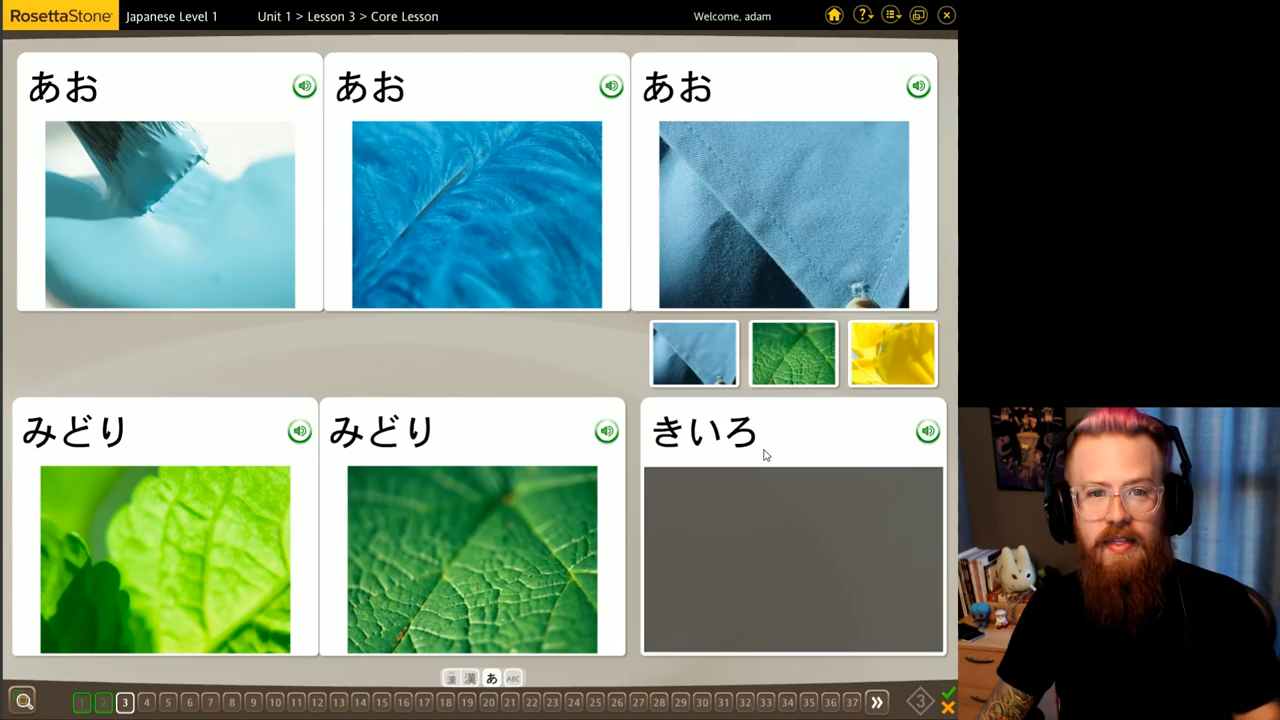 RosettaStone Japanese Level 1 Unit 1 > Lesson 3 > Core Lesson Welcome, adam
あお あお あお
みどり みどり きいろ
漢 漢 あ ABC
1 2 3 4 5 6 7 8 9 10 11 12 13 14 15 16 17 18 19 20 21 22 23 24 25 26 27 28 29 30 31 32 33 34 35 36 37 3